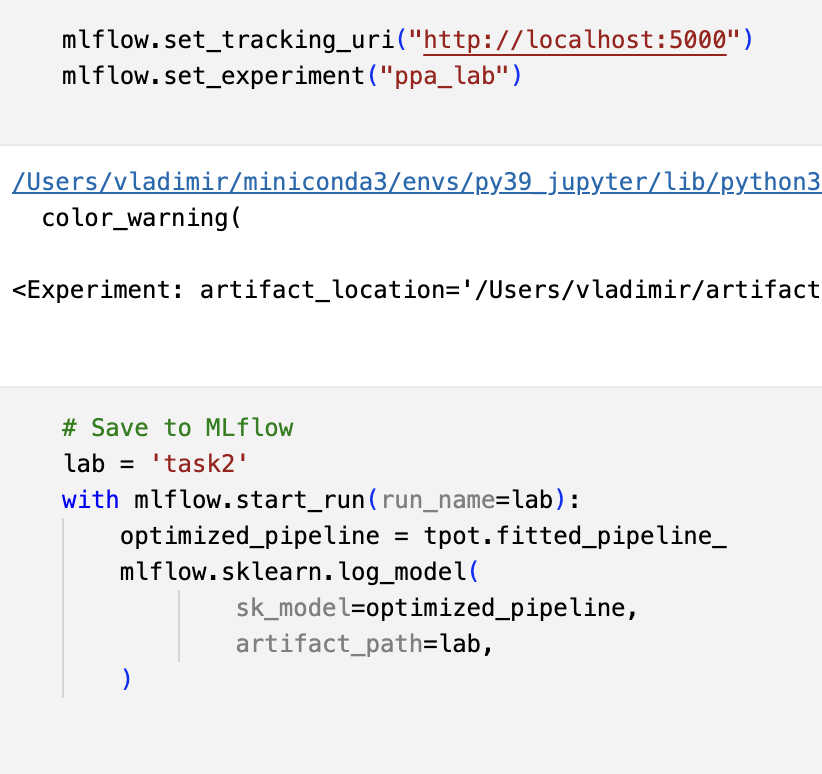 mlflow.set_tracking_uri("http://localhost:5000")
mlflow.set_experiment("ppa_lab")
/Users/vladimir/miniconda3/envs/py39_jupyter/lib/python3
color_warning(
<Experiment: artifact_location='/Users/vladimir/artifact
# Save to MLflow
lab = 'task2'
with mlflow.start_run(run_name=lab):
optimized_pipeline = tpot.fitted_pipeline_
mlflow.sklearn.log_model(
sk_model=optimized_pipeline,
artifact_path=lab,
)